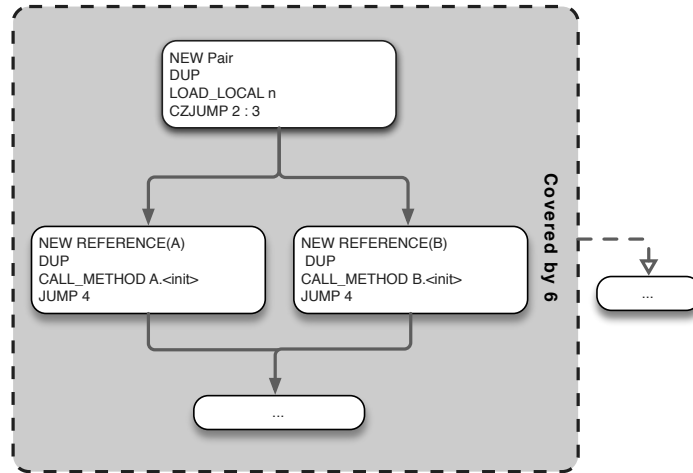 NEW Pair
DUP
LOAD_LOCAL n
CZJUMP 2 : 3
NEW REFERENCE(A)
DUP
CALL_METHOD A.<init>
JUMP 4
NEW REFERENCE(B)
DUP
CALL_METHOD B.<init>
JUMP 4
Covered by 6
...
...